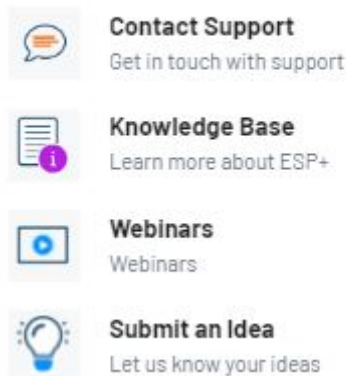 Contact Support
Get in touch with support
Knowledge Base
Learn more about ESP+
Webinars
Webinars
Submit an Idea
Let us know your ideas